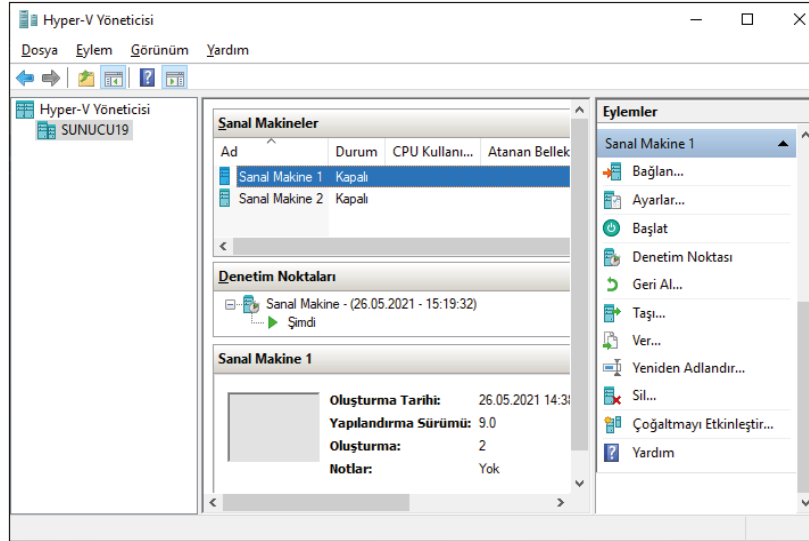 Hyper-V Yöneticisi
Dosya Eylem Görünüm Yardım
Hyper-V Yöneticisi
SUNUCU19
Sanal Makineler
Ad Durum CPU Kullanı... Atanan Bellek
Sanal Makine 1 Kapalı
Sanal Makine 2 Kapalı
Denetim Noktaları
Sanal Makine - (26.05.2021 - 15:19:32)
Şimdi
Sanal Makine 1
Oluşturma Tarihi: 26.05.2021 14:38
Yapılandırma Sürümü: 9.0
Oluşturma: 2
Notlar: Yok
Eylemler
Sanal Makine 1
Bağlan...
Ayarlar...
Başlat
Denetim Noktası
Geri Al...
Taşı...
Ver...
Yeniden Adlandır...
Sil...
Çoğaltmayı Etkinleştir...
Yardım